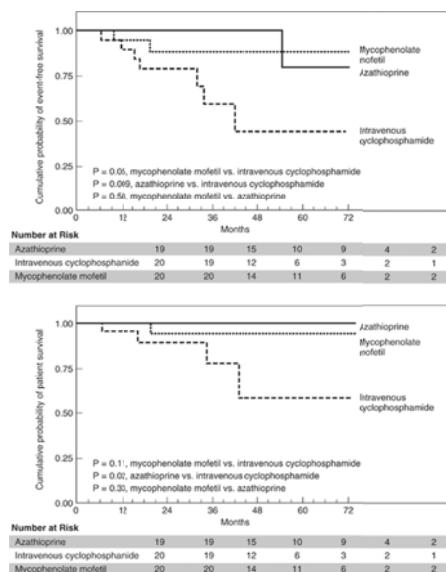 Cumulative probability of event-free survival
1.00
0.75
0.50
0.25
0.00
Mycophenolate
mofetil
Azathioprine
Intravenous
cyclophosphamide
P = 0.05, mycophenolate mofetil vs. intravenous cyclophosphamide
P = 0.009, azathioprine vs. intravenous cyclophosphamide
mycophenolate mofetil vs. azathioprine
0 12 24 36 48 60 72
Months
Number at Risk
Azathioprine 19 19 15 10 9 4 2
Intravenous cyclophosphanide 20 19 12 6 3 2 1
Mycophenolate mofetil 20 20 14 11 6 2 2
Cumulative probability of patient survival
1.00
0.75
0.50
0.25
0.00
Azathioprine
Mycophenolate
mofetil
Intravenous
cyclophosphamide
P = 0.11, mycophenolate mofetil vs. intravenous cyclophosphamide
P = 0.02, azathioprine vs. intravenous cyclophosphamide
mycophenolate mofetil vs. azathioprine
0 12 24 36 48 60 72
Months
Number at Risk
Azathioprine 19 19 15 10 9 4 2
Intravenous cyclophosphamide 20 19 12 6 3 2 1
Mycophenolate mofetil 20 20 14 11 6 2 2